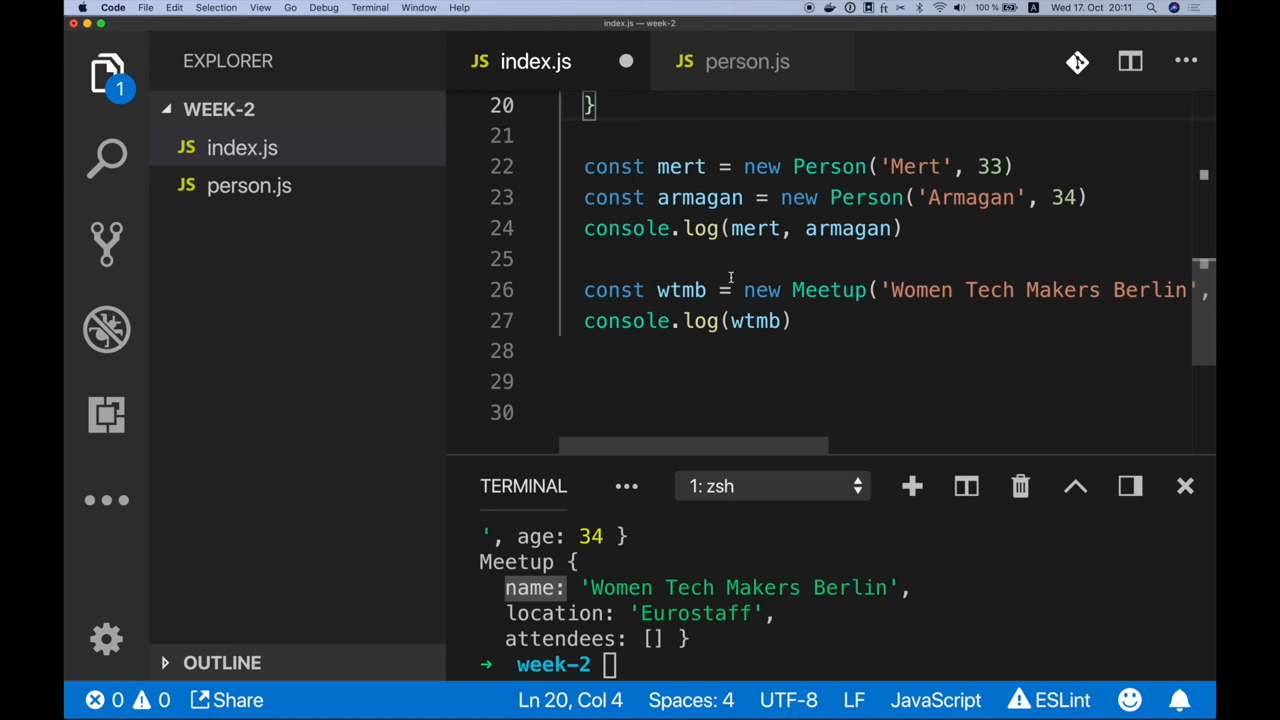 Code File Edit Selection View Go Debug Terminal Window Help 100 % A Wed 17. Oct 20:11
index.js — week-2
EXPLORER
JS index.js
JS person.js
1
WEEK-2
JS index.js
JS person.js
20 }
21
22 const mert = new Person('Mert', 33)
23 const armagan = new Person('Armagan', 34)
24 console.log(mert, armagan)
25
26 const wtmb = new Meetup('Women Tech Makers Berlin',
27 console.log(wtmb)
28
29
30
TERMINAL ••• 1: zsh
', age: 34 }
Meetup {
name: 'Women Tech Makers Berlin',
location: 'Eurostaff',
attendees: [] }
→ week-2
OUTLINE
0 0 Share Ln 20, Col 4 Spaces: 4 UTF-8 LF JavaScript ESLint